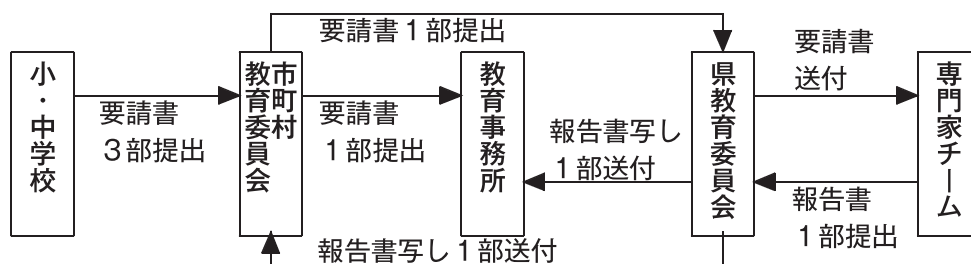 要請書１部提出
小・中学校
要請書
３部提出
市町村
教育委員会
要請書
１部提出
教育事務所
報告書写し
１部送付
県教育委員会
要請書
送付
専門家チーム
報告書
１部提出
報告書写し１部送付